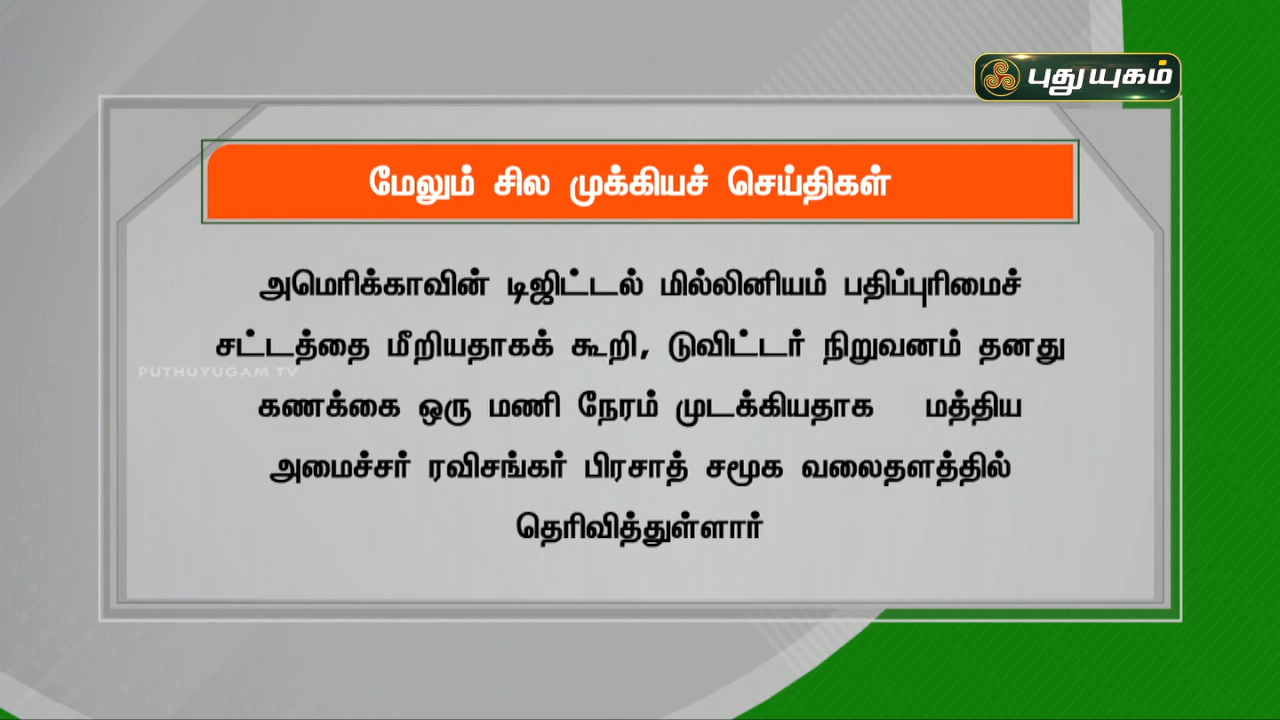 புதுயுகம்
மேலும் சில முக்கியச் செய்திகள்
அமெரிக்காவின் டிஜிட்டல் மில்லினியம் பதிப்புரிமைச்
சட்டத்தை மீறியதாகக் கூறி, டுவிட்டர் நிறுவனம் தனது
PUTHUYUGAM TV
கணக்கை ஒரு மணி நேரம் முடக்கியதாக மத்திய
அமைச்சர் ரவிசங்கர் பிரசாத் சமூக வலைதளத்தில்
தெரிவித்துள்ளார்